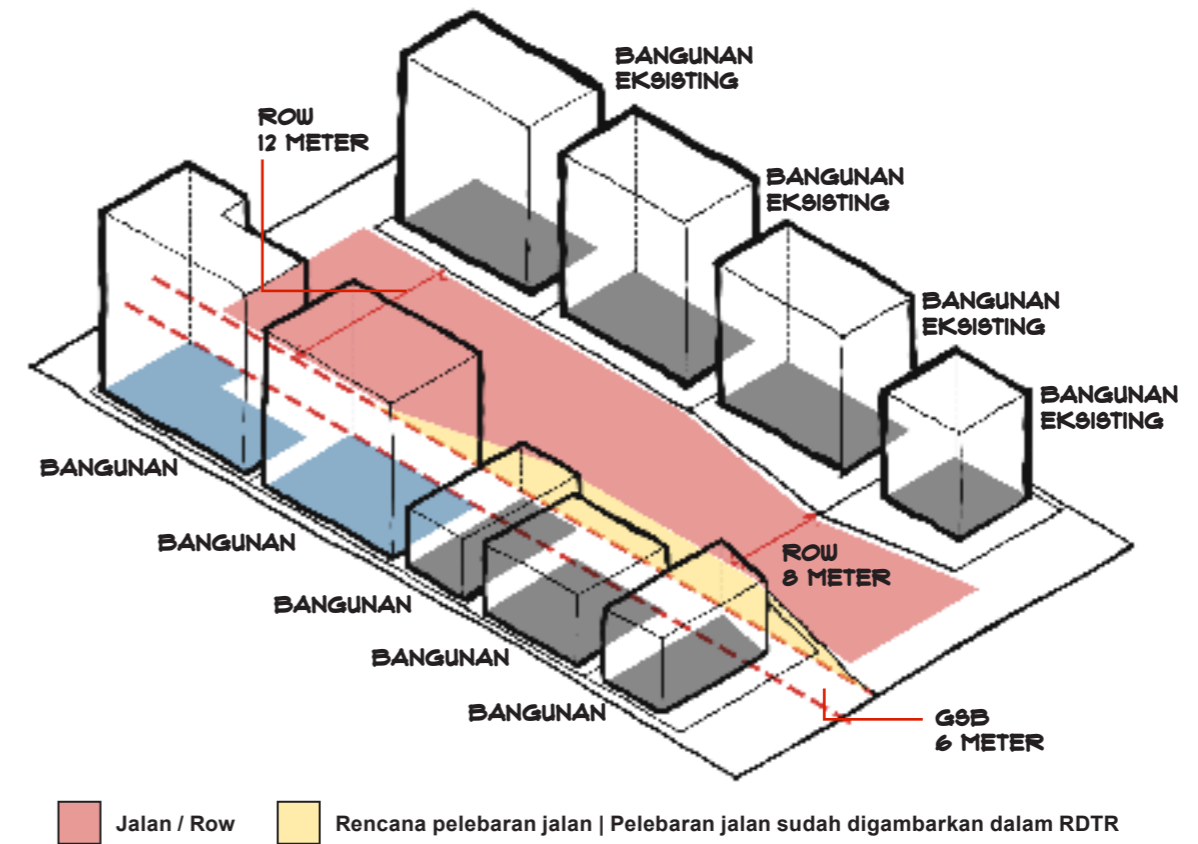 BANGUNAN
EKSISTING
ROW
12 METER
BANGUNAN
EKSISTING
BANGUNAN
EKSISTING
BANGUNAN
EKSISTING
BANGUNAN
BANGUNAN
BANGUNAN
BANGUNAN
BANGUNAN
ROW
8 METER
GSB
6 METER
Jalan / Row
Rencana pelebaran jalan | Pelebaran jalan sudah digambarkan dalam RDTR